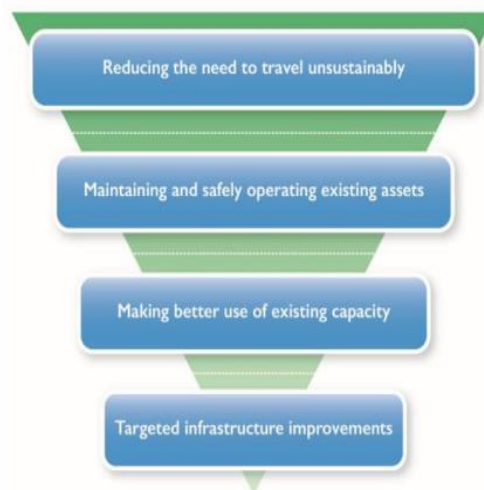 Reducing the need to travel unsustainably
Maintaining and safely operating existing assets
Making better use of existing capacity
Targeted infrastructure improvements